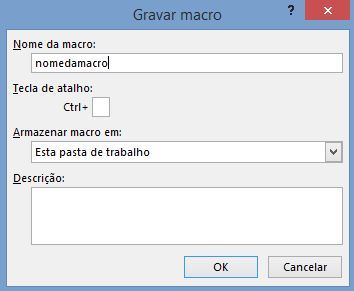 Gravar macro
?
Nome da macro:
nomedamacro
Tecla de atalho:
Ctrl+
Armazenar macro em:
Esta pasta de trabalho
Descrição:
OK
Cancelar